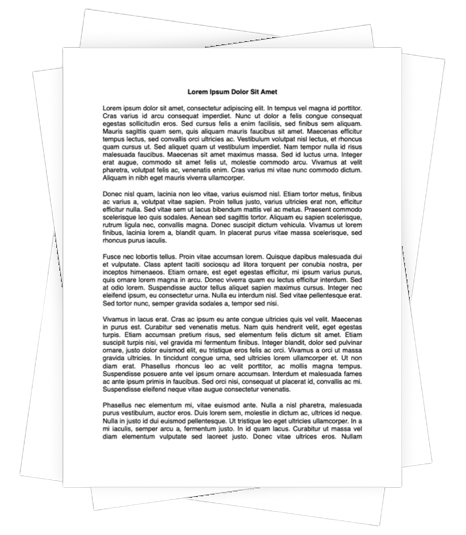 Lorem Ipsum Dolor Sit Amet
Lorem ipsum dolor sit amet, consectetur adipiscing elit. In tempus vel magna id porttitor.
Cras varius id arcu consequat imperdiet. Nunc ut dolor a felis congue consequat
egestas sollicitudin eros. Sed cursus felis a enim facilisis, sed finibus sem aliquam.
Mauris sagittis quam sem, quis aliquam mauris faucibus sit amet. Maecenas efficitur
tempus lectus, sed convallis orci ultricies ac. Vestibulum volutpat nisl lectus, et rhoncus
quam cursus ut. Sed aliquet quam ut vestibulum imperdiet. Nam tempor nulla id risus
malesuada faucibus. Maecenas sit amet maximus massa. Sed id luctus urna. Integer
erat augue, commodo sit amet felis ut, molestie commodo tortor. Vivamus at velit
pharetra, volutpat felis ac, venenatis enim. Cras varius mi vitae nunc commodo dictum.
Aliquam in nibh eget mauris viverra ullamcorper.
Donec nisl quam, lacinia non leo vitae, varius euismod nisl. Etiam tortor metus, finibus
ac varius a, volutpat vitae sapien. Proin tellus justo, varius ultricies erat non, efficitur
efficitur nulla. Sed vitae sem ut lacus bibendum mattis vel ac metus. Praesent commodo
scelerisque leo quis sodales. Aenean sed sagittis tortor. Aliquam eu sapien scelerisque,
rutrum ligula nec, convallis magna. Donec suscipit dictum vehicula. Vivamus ut lorem
finibus, lacinia lorem a, blandit quam. In placerat purus vitae massa scelerisque, sed
rhoncus purus iaculis.
Fusce nec lobortis tellus. Proin vitae accumsan lorem. Quisque dapibus malesuada dui
et vulputate. Class aptent taciti sociosqu ad litora torquent per conubia nostra, per
inceptos himenaeos. Etiam ornare, est eget egestas efficitur, mi ipsum varius purus,
quis ornare lorem magna in arcu. Donec viverra quam eu lectus efficitur interdum. Sed
at odio lorem. Suspendisse auctor tellus aliquet sapien maximus cursus. Integer nec
eleifend ipsum, eu consectetur urna. Nulla eu interdum nisl. Sed vitae pellentesque erat.
Sed tortor nunc, semper gravida sodales a, tempor sed nisi.
Vivamus in lacus erat. Cras ac ipsum eu ante congue ultricies quis vel velit. Maecenas
in purus est. Curabitur sed venenatis metus. Nam quis hendrerit velit, eget egestas
turpis. Etiam accumsan pretium risus, sed elementum felis dictum sit amet. Etiam
suscipit turpis nisi, vel gravida mi fermentum finibus. Integer blandit, dolor sed pulvinar
ornare, justo dolor euismod elit, eu tristique eros felis ac orci. Vivamus a orci ut massa
gravida ultricies. In tincidunt congue urna, sed ultricies lorem ullamcorper et. Ut non
diam erat. Phasellus rhoncus leo ac velit porttitor, ac mollis magna tempus.
Suspendisse posuere ante vel ipsum ornare accumsan. Interdum et malesuada fames
ac ante ipsum primis in faucibus. Sed orci nisi, consequat ut placerat id, convallis ac mi.
Suspendisse eleifend neque vitae augue consectetur venenatis.
Phasellus nec elementum mi, vitae euismod ante. Nulla a nisl pharetra, malesuada
purus vestibulum, auctor eros. Duis lorem sem, molestie in dictum ac, ultrices id neque.
Nulla in justo id dui euismod pellentesque. Ut tristique leo eget ultricies ullamcorper. In a
mi iaculis, semper arcu a, fermentum justo. In id quam lacus. Curabitur ut massa vel
diam elementum vulputate sed laoreet justo. Donec vitae ultrices eros. Nullam